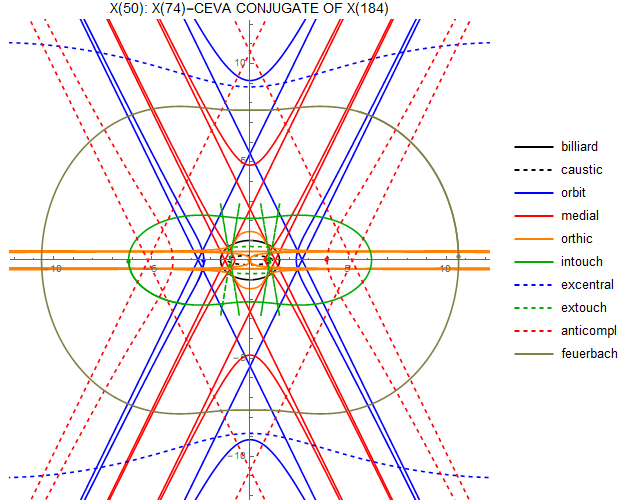 X(50): X(74)−CEVA CONJUGATE OF X(184)
10
5
-10
-5
5
10
-5
-10
billiard
caustic
orbit
medial
orthic
intouch
excentral
extouch
anticompl
feuerbach